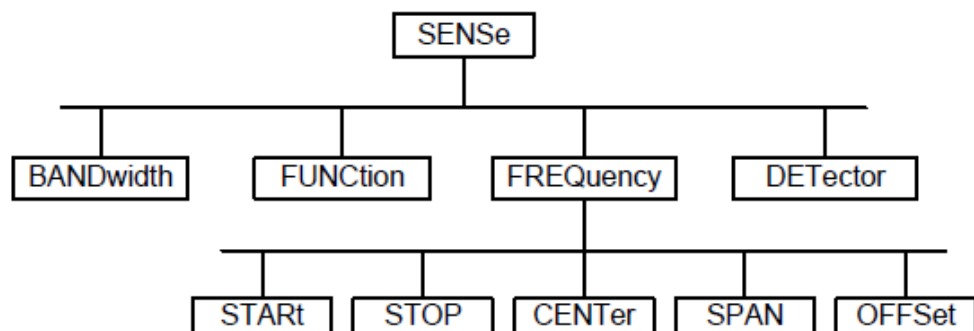 SENSe
BANDwidth FUNCtion FREQuency DETector
STARt STOP CENTer SPAN OFFSet